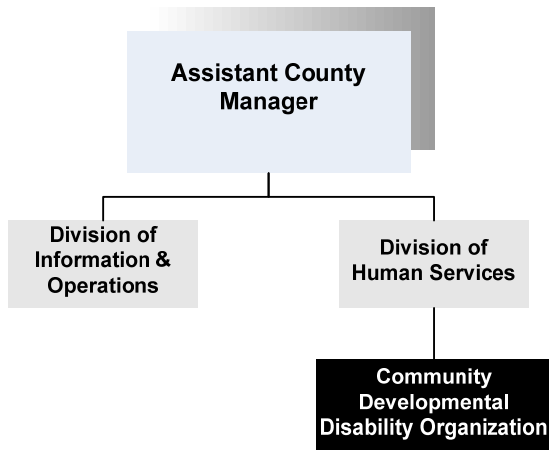 Assistant County
Manager
Division of
Information &
Operations
Division of
Human Services
Community
Developmental
Disability Organization